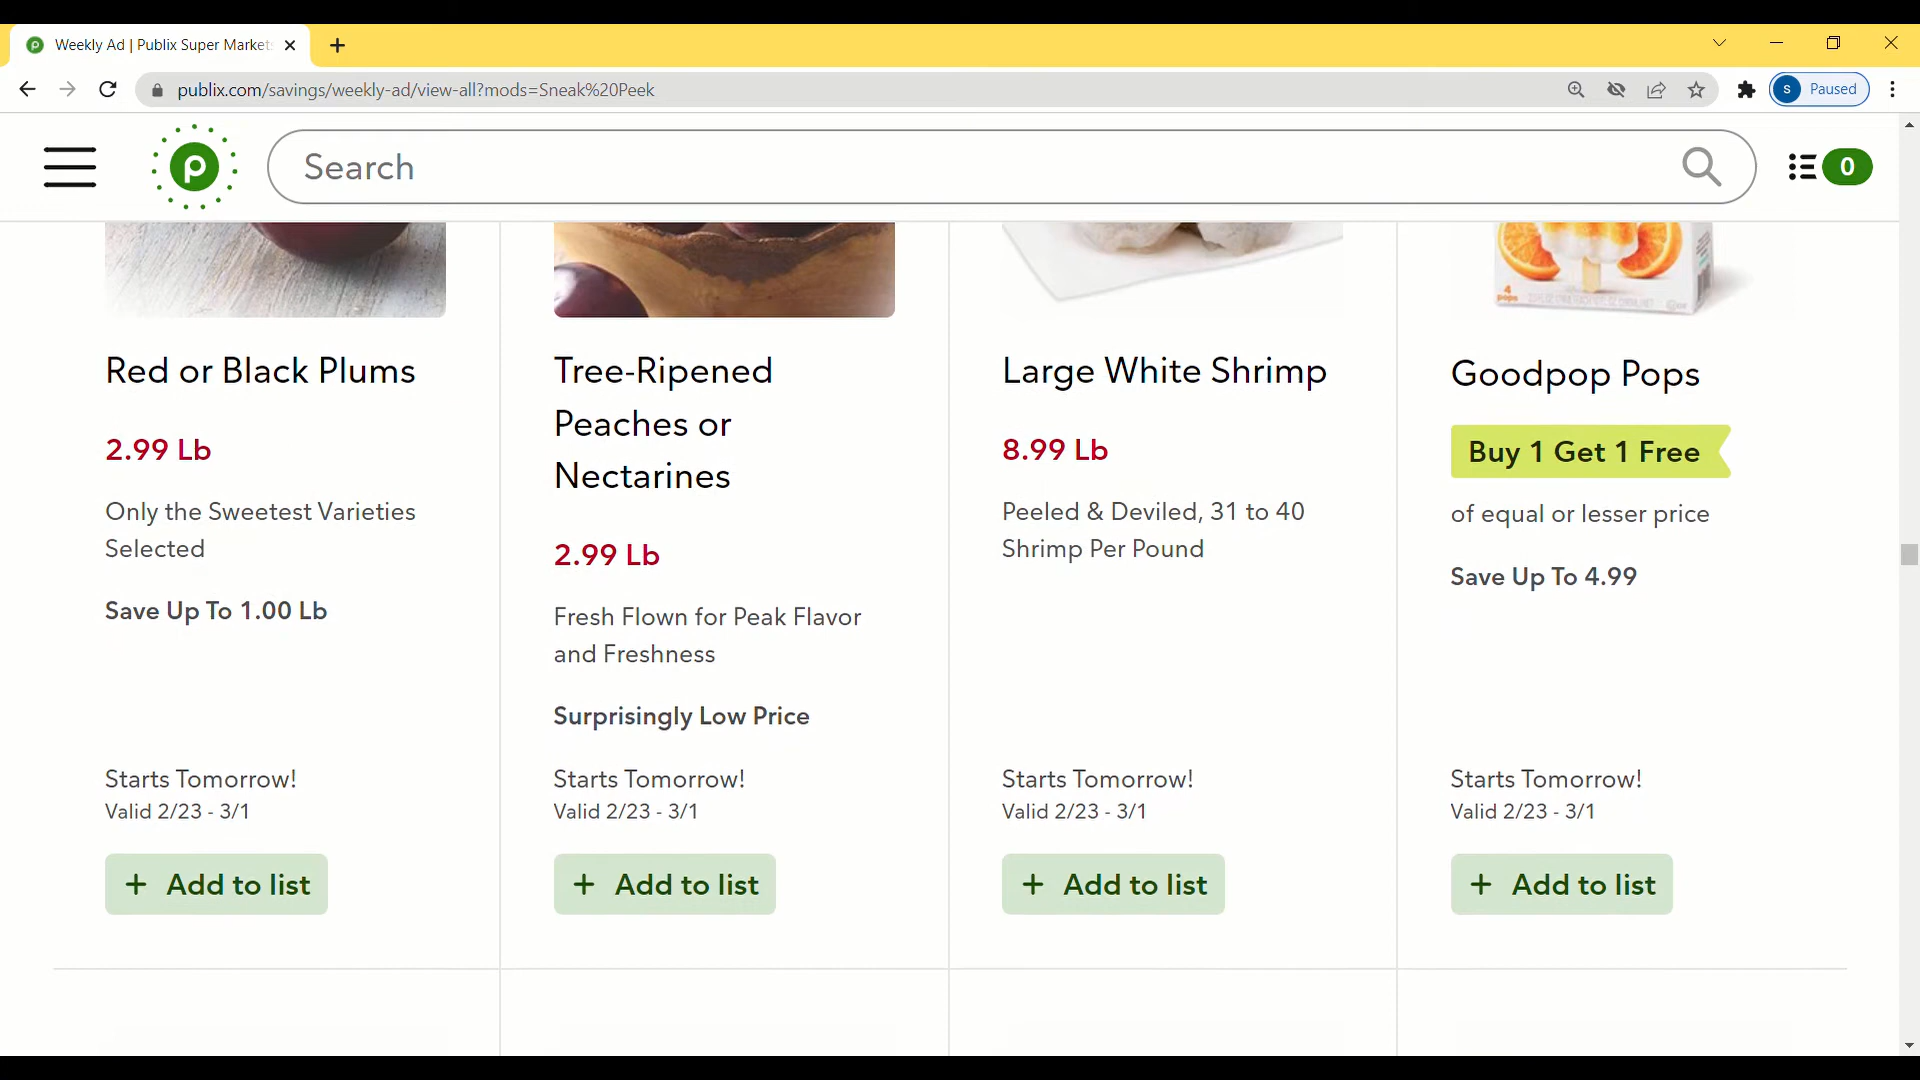 Weekly Ad | Publix Super Market
publix.com/savings/weekly-ad/view-all?mods=Sneak%20Peek
S Paused
p
Search
0
4
pops
Red or Black Plums
2.99 Lb
Only the Sweetest Varieties
Selected
Save Up To 1.00 Lb
Starts Tomorrow!
Valid 2/23 - 3/1
+ Add to list
Tree-Ripened
Peaches or
Nectarines
2.99 Lb
Fresh Flown for Peak Flavor
and Freshness
Surprisingly Low Price
Starts Tomorrow!
Valid 2/23 - 3/1
+ Add to list
Large White Shrimp
8.99 Lb
Peeled & Deviled, 31 to 40
Shrimp Per Pound
Starts Tomorrow!
Valid 2/23 - 3/1
+ Add to list
Goodpop Pops
Buy 1 Get 1 Free
of equal or lesser price
Save Up To 4.99
Starts Tomorrow!
Valid 2/23 - 3/1
+ Add to list